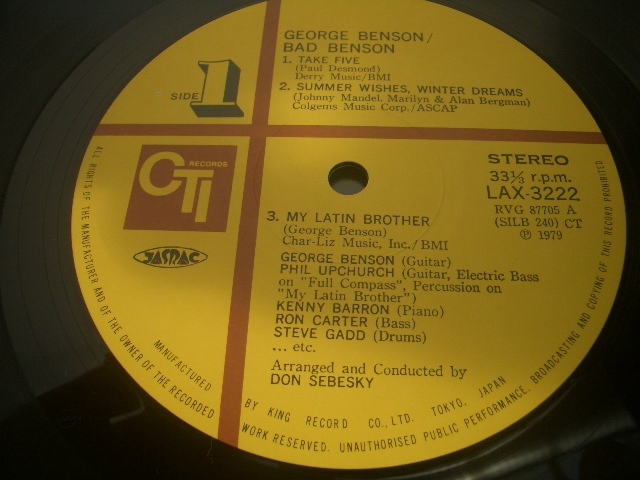 GEORGE BENSON/
BAD BENSON
1. TAKE FIVE
(Paul Desmond)
Derry Music/BMI
2. SUMMER WISHES, WINTER DREAMS
(Johnny Mandel, Marilyn & Alan Bergman)
Colgems Music Corp./ASCAP
SIDE 1
CTI RECORDS
JASRAC
STEREO
33⅓ r.p.m.
LAX-3222
RVG 87705 A
(SILB 240) CT
Ⓟ 1979
3. MY LATIN BROTHER
(George Benson)
Char-Liz Music, Inc./BMI
GEORGE BENSON (Guitar)
PHIL UPCHURCH (Guitar, Electric Bass
on "Full Compass", Percussion on
"My Latin Brother")
KENNY BARRON (Piano)
RON CARTER (Bass)
STEVE GADD (Drums)
... etc.
Arranged and Conducted by
DON SEBESKY
MANUFACTURED BY KING RECORD CO., LTD. TOKYO, JAPAN
ALL RIGHTS OF THE MANUFACTURER AND OF THE OWNER OF THE RECORDED WORK RESERVED. UNAUTHORISED PUBLIC PERFORMANCE, BROADCASTING AND COPYING OF THIS RECORD PROHIBITED